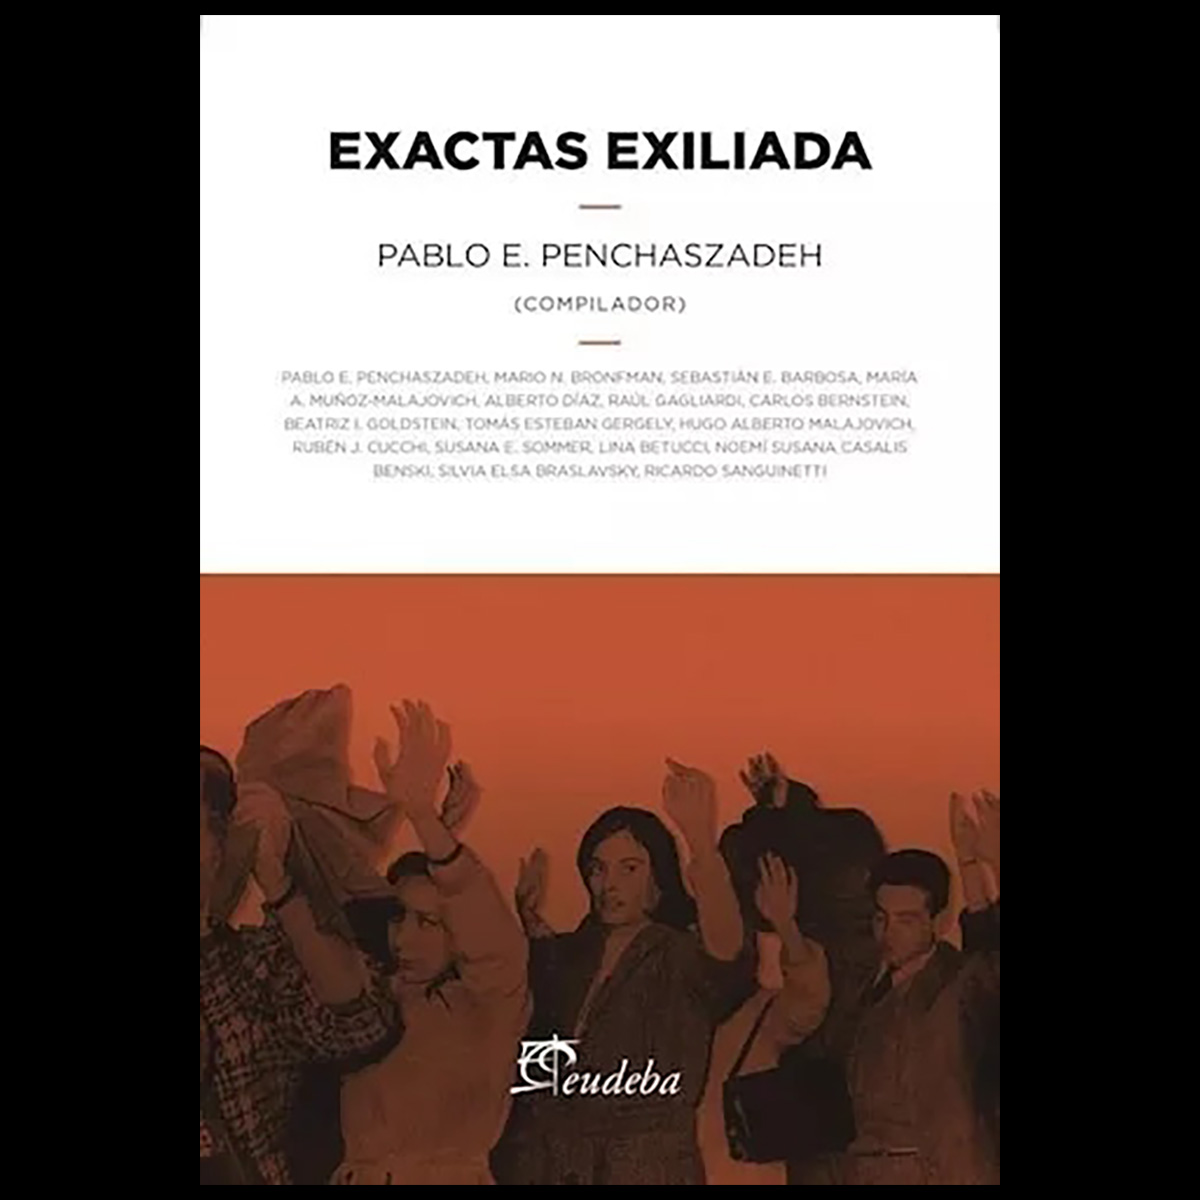 EXACTAS EXILIADA
PABLO E. PENCHASZADEH
(COMPILADOR)
PABLO E. PENCHASZADEH, MARIO N. BRONFMAN, SEBASTIÁN E. BARBOSA, MARÍA
A. MUÑOZ-MALAJOVICH, ALBERTO DÍAZ, RAÚL GAGLIARDI, CARLOS BERNSTEIN,
BEATRIZ I. GOLDSTEIN, TOMÁS ESTEBAN GERGELY, HUGO ALBERTO MALAJOVICH,
RUBÉN J. CUCCHI, SUSANA E. SOMMER, LINA BETUCCI, NOEMÍ SUSANA CASALIS
BENSKI, SILVIA ELSA BRASLAVSKY, RICARDO SANGUINETTI
eudeba